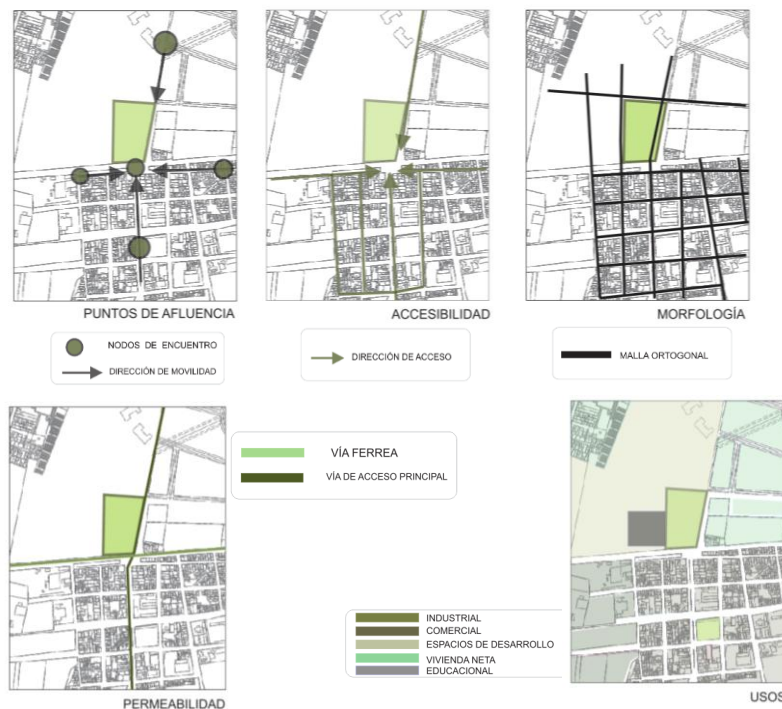 PUNTOS DE AFLUENCIA
ACCESIBILIDAD
MORFOLOGÍA
NODOS DE ENCUENTRO
DIRECCIÓN DE MOVILIDAD
DIRECCIÓN DE ACCESO
MALLA ORTOGONAL
VÍA FERREA
VÍA DE ACCESO PRINCIPAL
INDUSTRIAL
COMERCIAL
ESPACIOS DE DESARROLLO
VIVIENDA NETA
EDUCACIONAL
PERMEABILIDAD
USOS